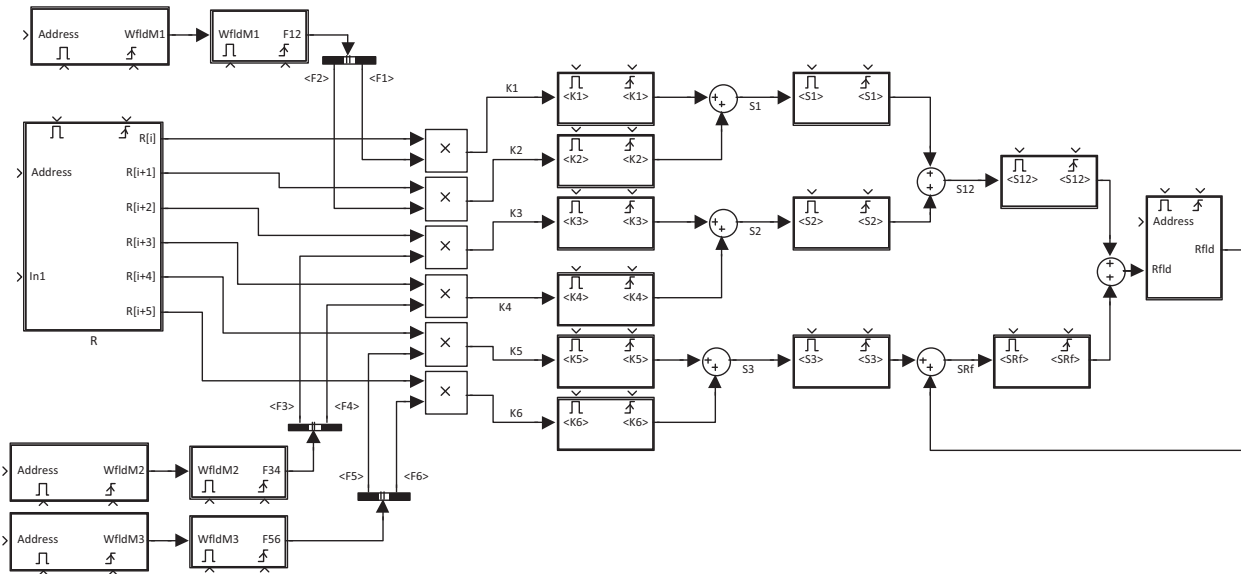 Address WfldM1
WfldM1 F12
<F2> <F1>
R[i]
Address R[i+1]
R[i+2]
R[i+3]
In1 R[i+4]
R[i+5]
R
×
×
×
×
×
×
K1
<K1> <K1>
K2
<K2> <K2>
K3
<K3> <K3>
K4
<K4> <K4>
K5
<K5> <K5>
K6
<K6> <K6>
+ +
S1
<S1> <S1>
+ +
S2
<S2> <S2>
+ +
S3
<S3> <S3>
+ +
S12
<S12> <S12>
+ +
SRf
<SRf> <SRf>
+ +
Address
Rfld
Rfld
<F3> <F4>
Address WfldM2
WfldM2 F34
<F5> <F6>
Address WfldM3
WfldM3 F56